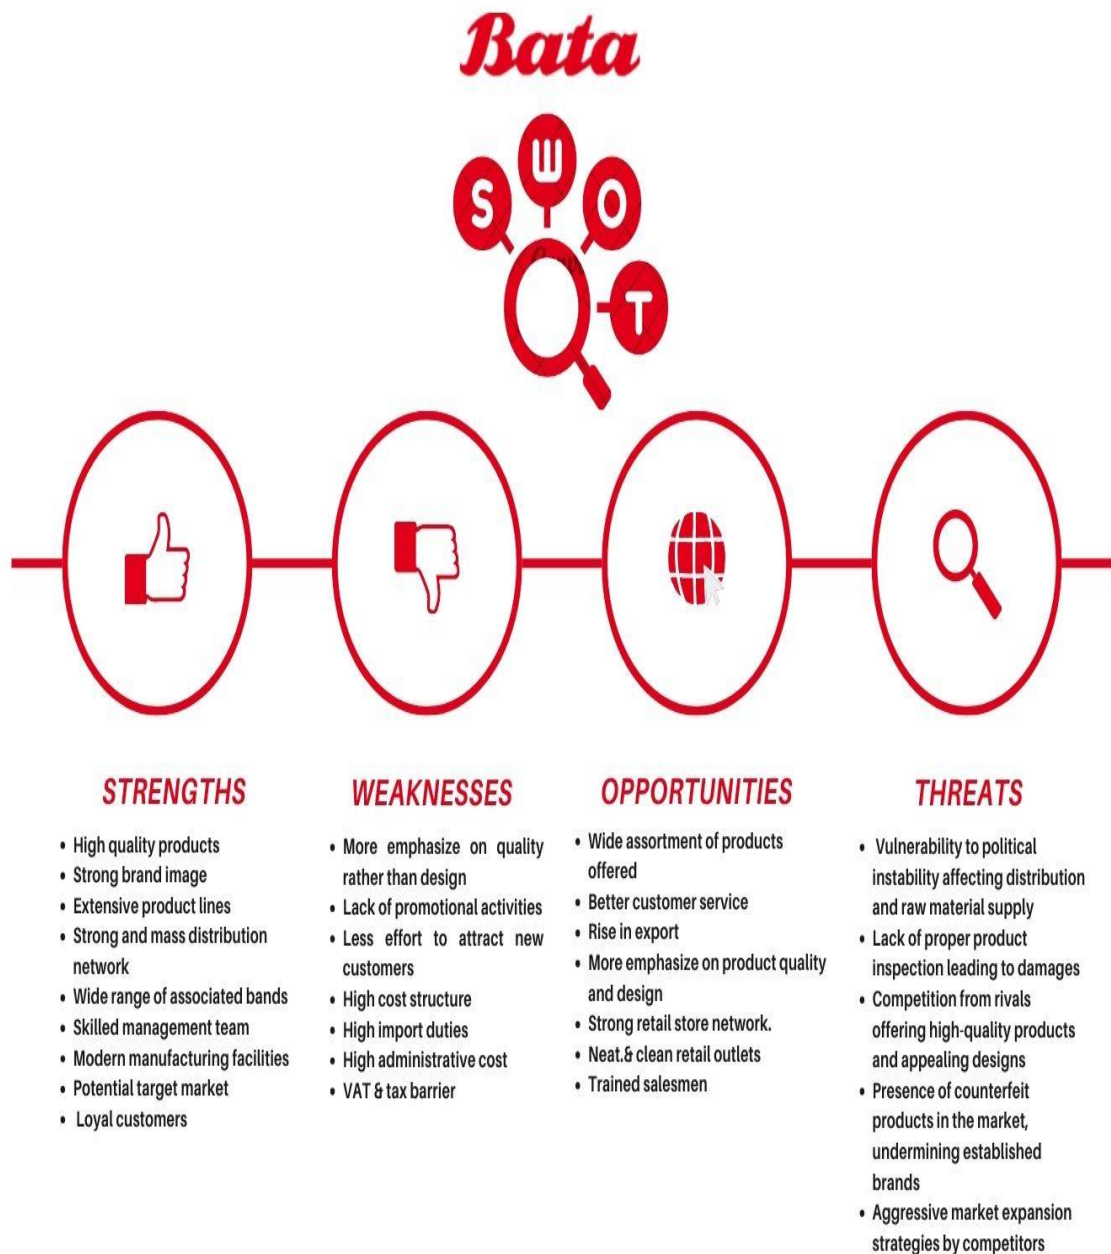 Bata
S
W
O
T
STRENGTHS
• High quality products
• Strong brand image
• Extensive product lines
• Strong and mass distribution
network
• Wide range of associated bands
• Skilled management team
• Modern manufacturing facilities
• Potential target market
• Loyal customers
WEAKNESSES
• More emphasize on quality
rather than design
• Lack of promotional activities
• Less effort to attract new
customers
• High cost structure
• High import duties
• High administrative cost
• VAT & tax barrier
OPPORTUNITIES
• Wide assortment of products
offered
• Better customer service
• Rise in export
• More emphasize on product quality
and design
• Strong retail store network.
• Neat.& clean retail outlets
• Trained salesmen
THREATS
• Vulnerability to political
instability affecting distribution
and raw material supply
• Lack of proper product
inspection leading to damages
• Competition from rivals
offering high-quality products
and appealing designs
• Presence of counterfeit
products in the market,
undermining established
brands
• Aggressive market expansion
strategies by competitors